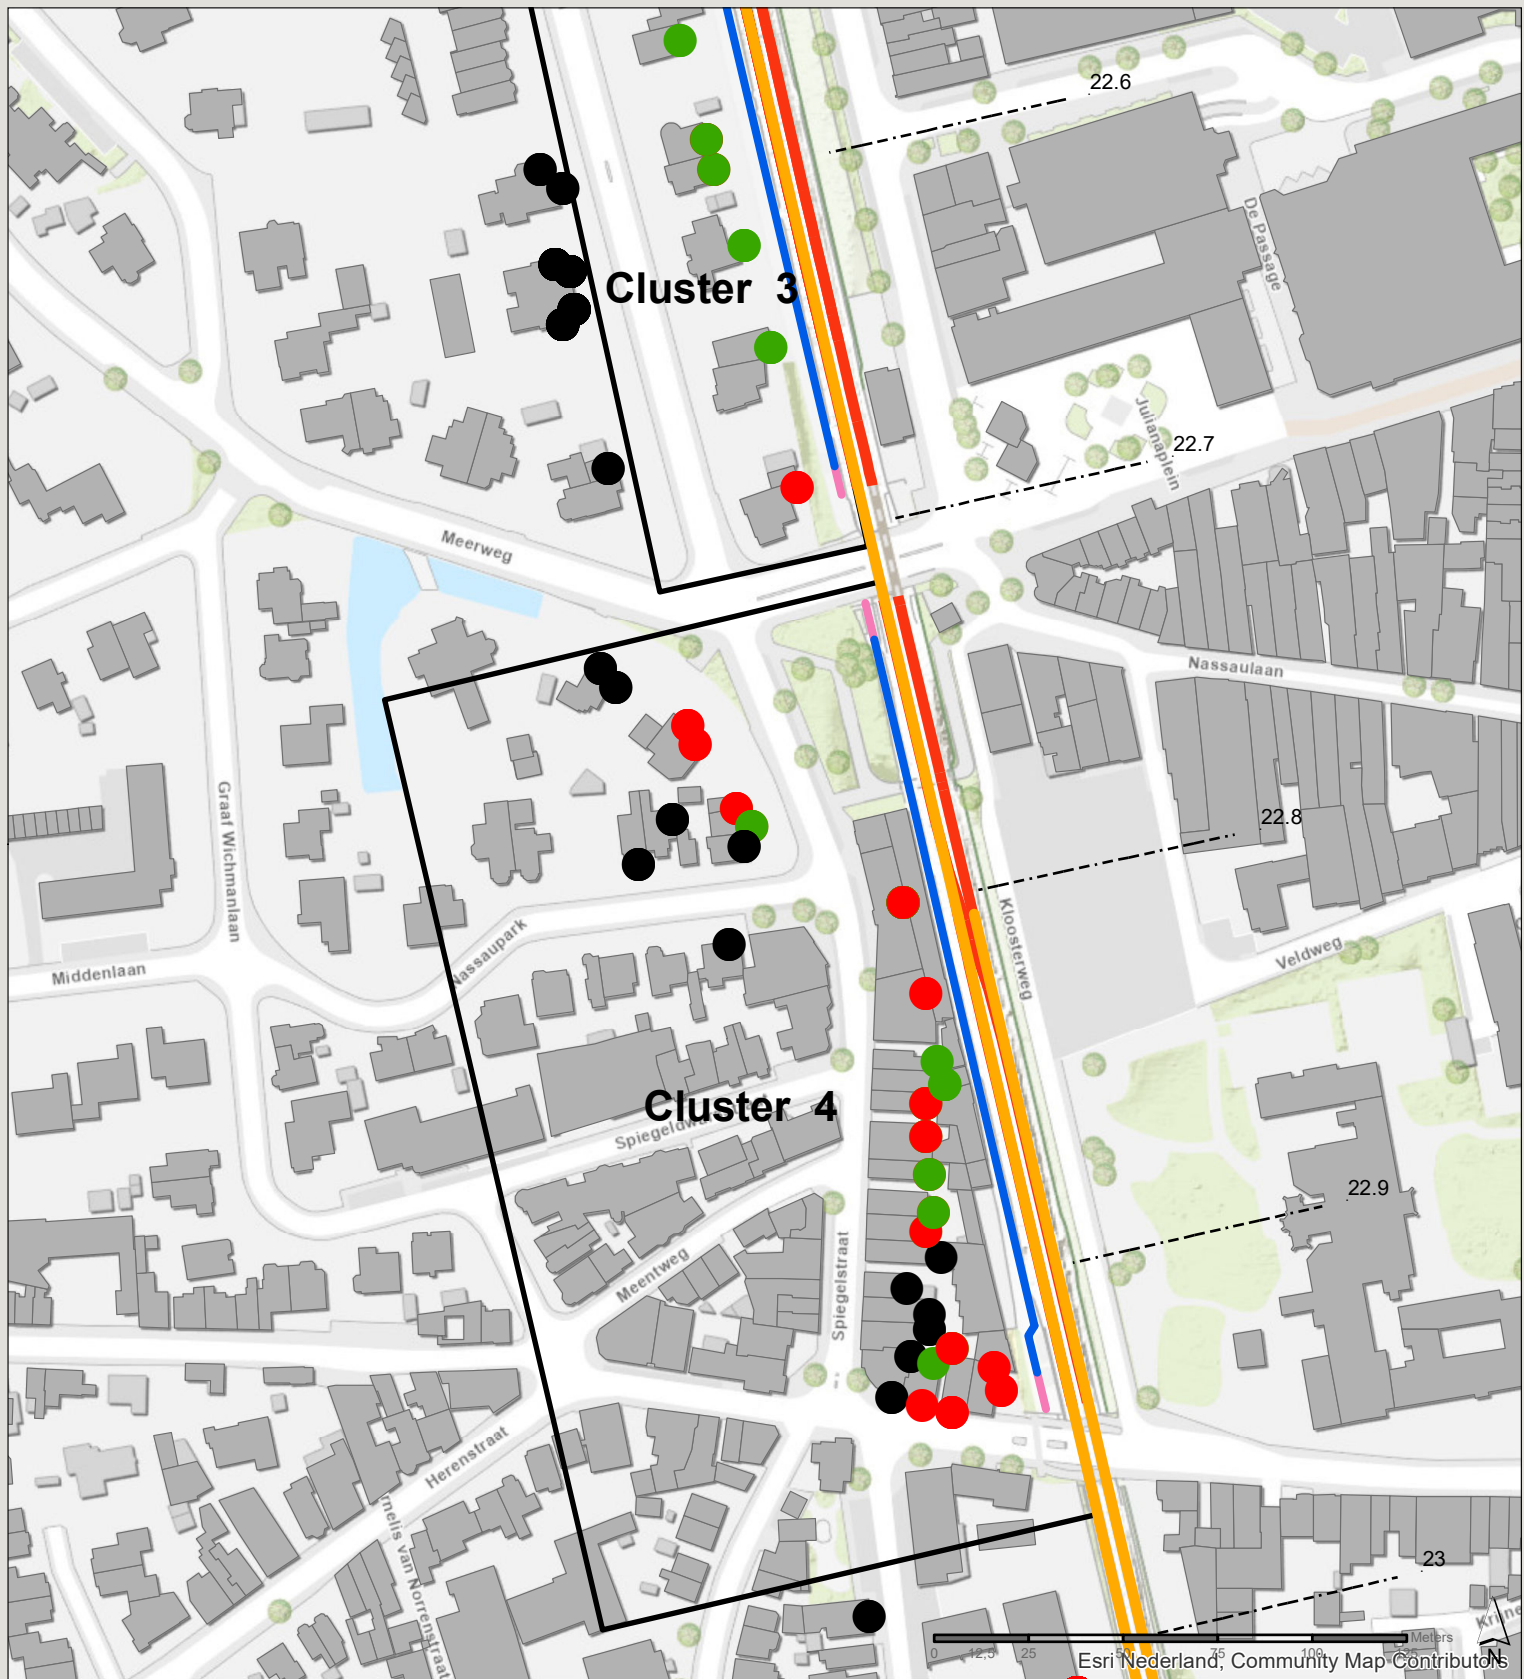 22.6
De Passage
Cluster 3
Julianaplein
22.7
Meerweg
Nassaulaan
Graaf Wichmanlaan
22.8
Kloosterweg
Nassaupark
Veldweg
Middenlaan
Cluster 4
22.9
Meentweg
Spiegelstraat
Herenstraat
23
0 12,5 25 50 75 100 125 Meters
N
Esri Nederland, Community Map Contributors